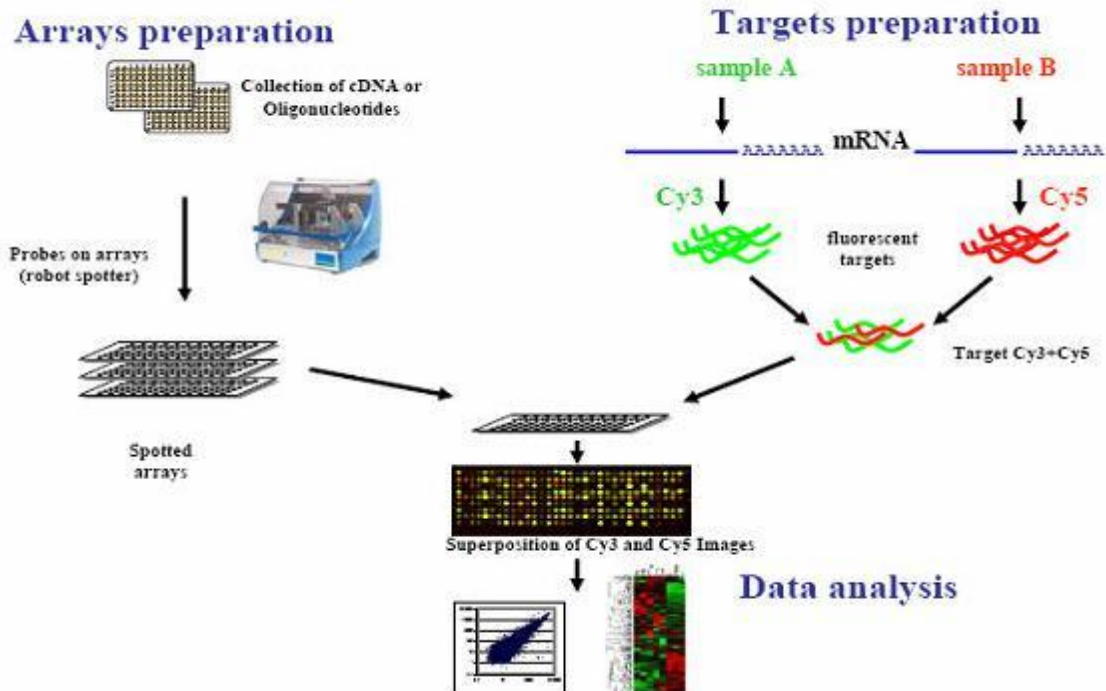 Arrays preparation
Collection of cDNA or
Oligonucleotides
Probes on arrays
(robot spotter)
Spotted
arrays
Targets preparation
sample A
sample B
AAAAAAA
mRNA
AAAAAAA
Cy3
Cy5
fluorescent
targets
Target Cy3+Cy5
Superposition of Cy3 and Cy5 Images
Data analysis